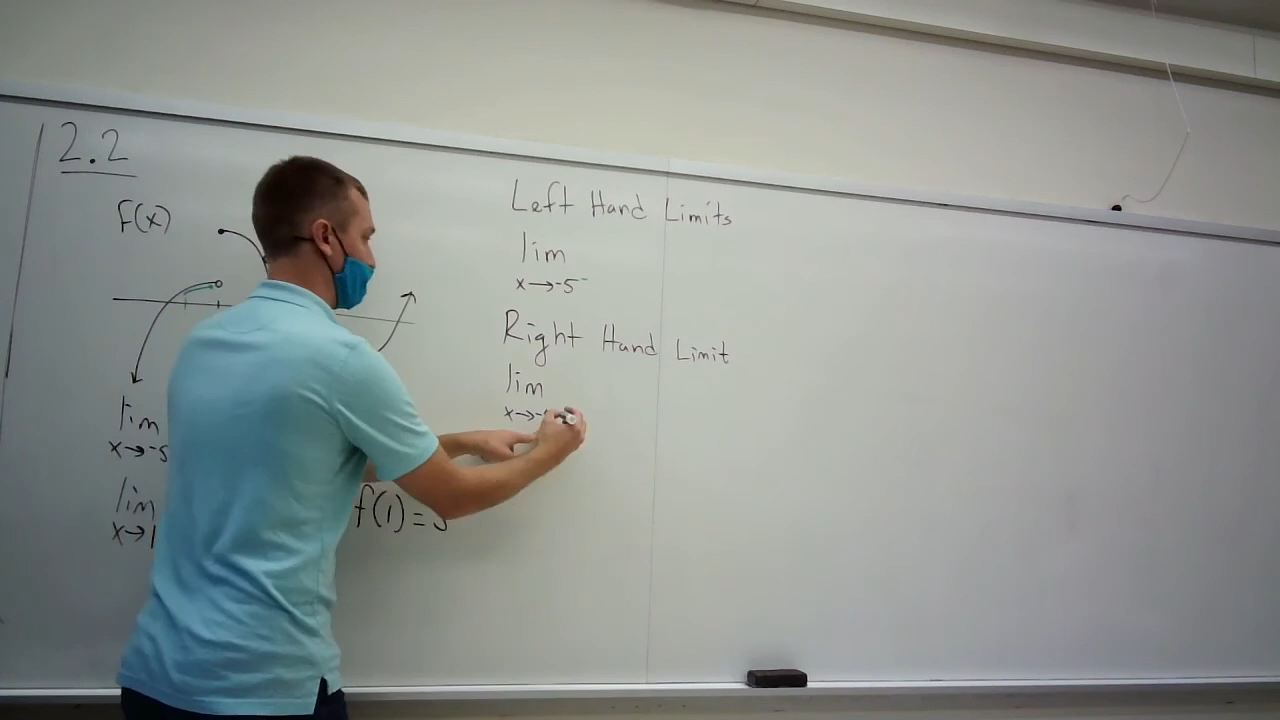 2.2
f(x)
lim
x→-5
lim
x→1
f(1)=
Left Hand Limits
lim
x→-5⁻
Right Hand Limit
lim
x→-